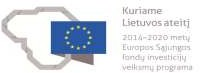 Kuriame
Lietuvos ateitį
2014–2020 metų
Europos Sąjungos
fondų investicijų
veiksmų programa